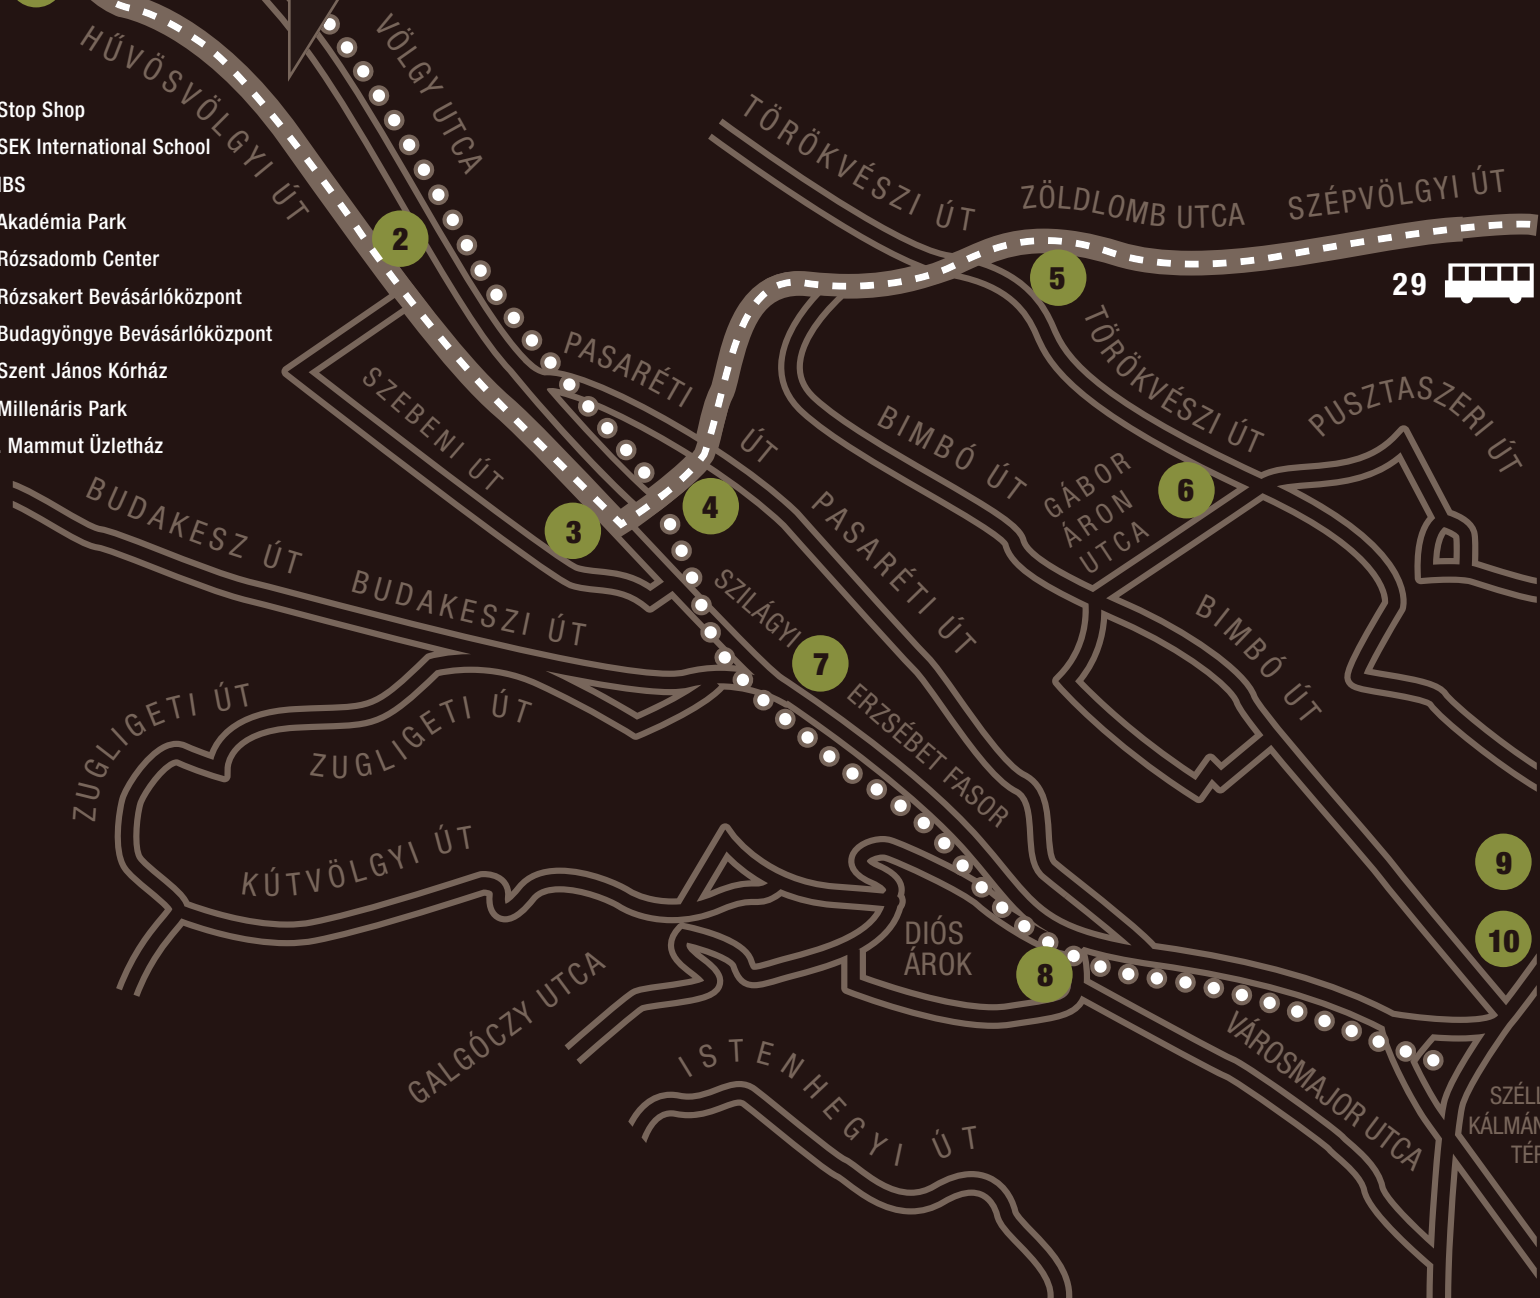 HŰVÖSVÖLGYI ÚT
VÖLGY UTCA
Stop Shop
SEK International School
IBS
Akadémia Park
Rózsadomb Center
Rózsakert Bevásárlóközpont
Budagyöngye Bevásárlóközpont
Szent János Kórház
Millenáris Park
. Mammut Üzletház
TÖRÖKVÉSZI ÚT
ZÖLDLOMB UTCA
SZÉPVÖLGYI ÚT
2
5
29
PASARÉTI ÚT
TÖRÖKVÉSZI ÚT
SZEBENI ÚT
BIMBÓ ÚT
PUSZTASZERI ÚT
GÁBOR
ÁRON
UTCA
6
4
3
BUDAKESZ ÚT
BUDAKESZI ÚT
PASARÉTI ÚT
SZILÁGYI
ERZSÉBET FASOR
7
BIMBÓ ÚT
ZUGLIGETI ÚT
ZUGLIGETI ÚT
KÚTVÖLGYI ÚT
9
10
DIÓS
ÁROK
8
GALGÓCZY UTCA
ISTENHEGYI ÚT
VÁROSMAJOR UTCA
SZÉLL
KÁLMÁN
TÉR